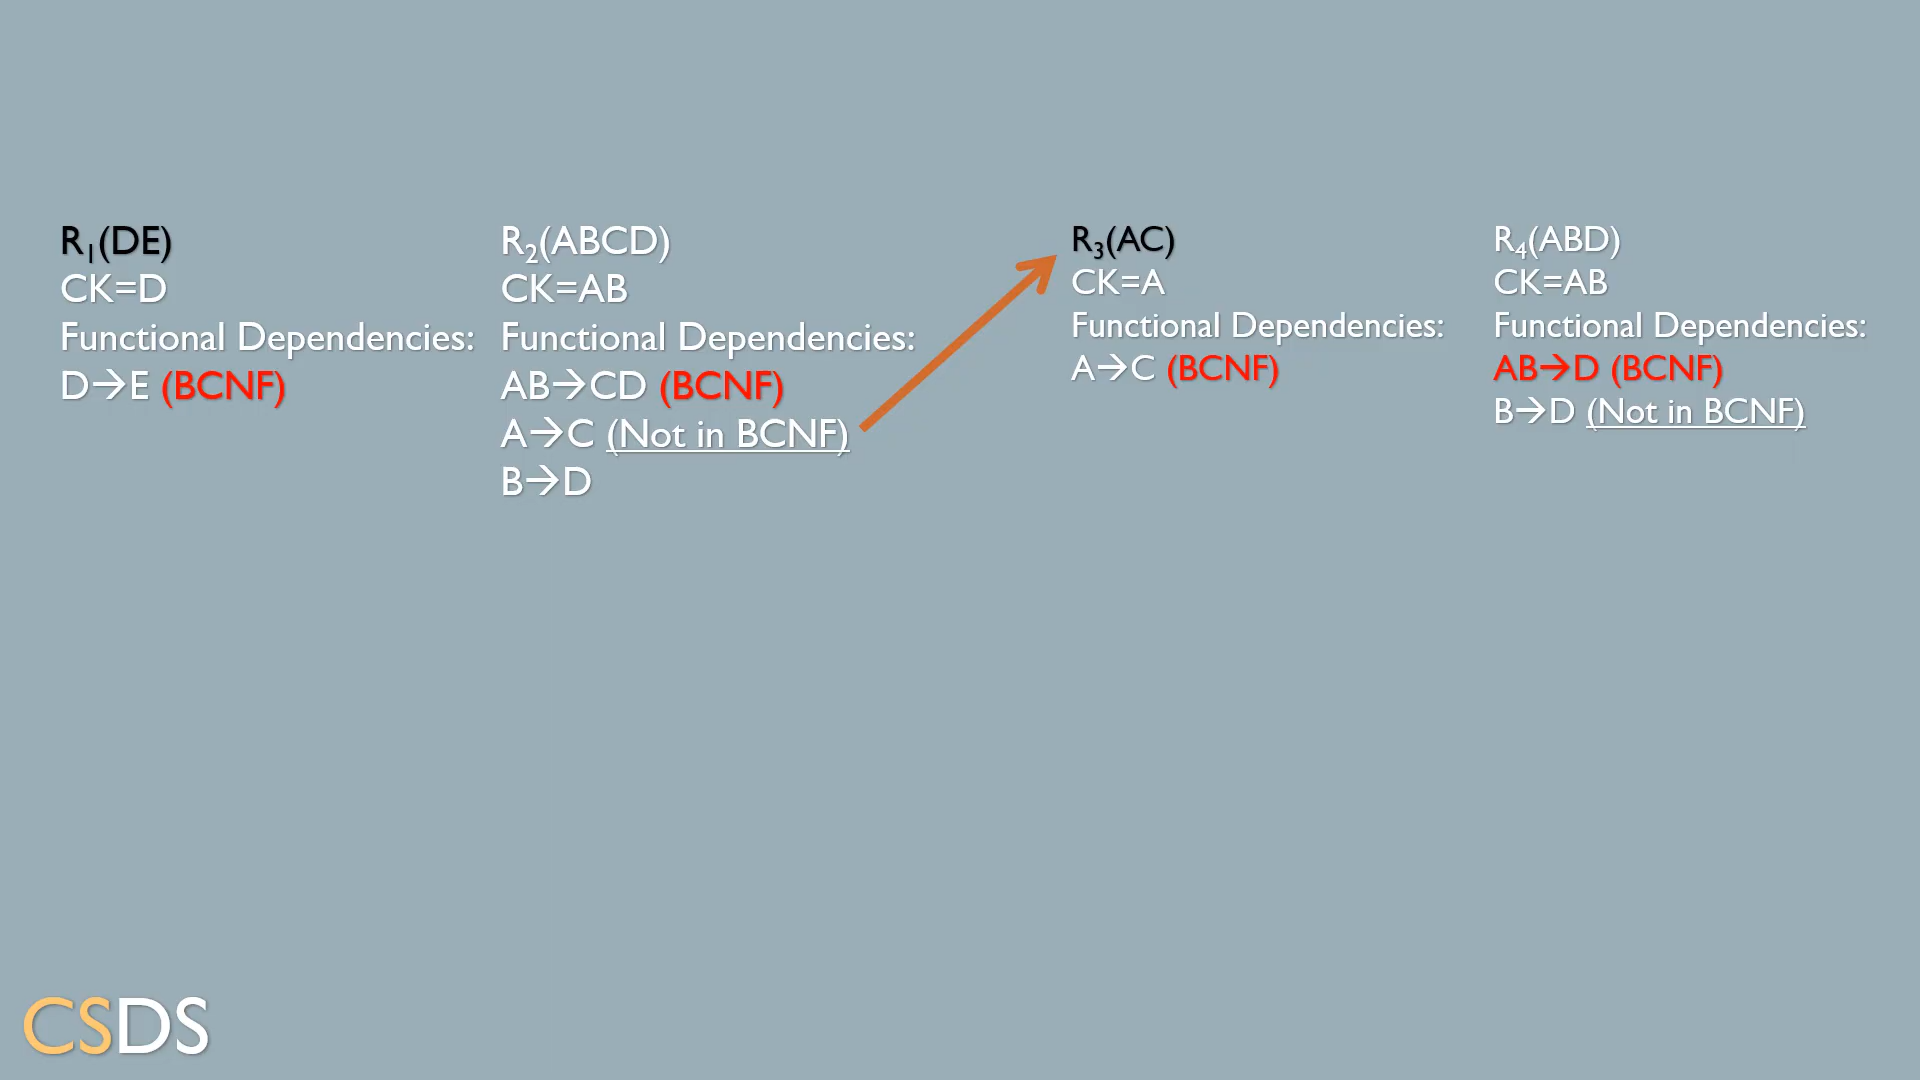 R₁(DE)
CK=D
Functional Dependencies:
D→E (BCNF)
R₂(ABCD)
CK=AB
Functional Dependencies:
AB→CD (BCNF)
A→C (Not in BCNF)
B→D
R₃(AC)
CK=A
Functional Dependencies:
A→C (BCNF)
R₄(ABD)
CK=AB
Functional Dependencies:
AB→D (BCNF)
B→D (Not in BCNF)
CSDS